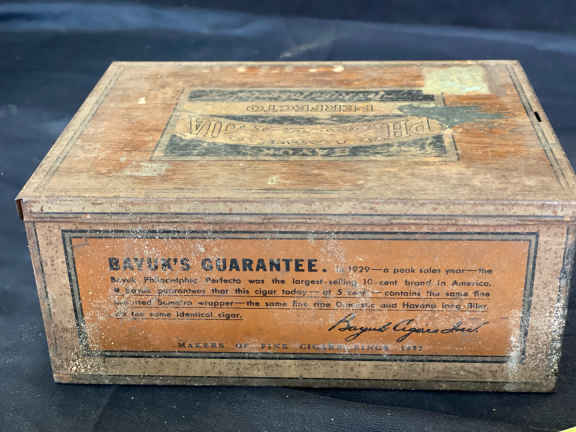 PERFECTO
PHILADELPHIA
BAYUK
BAYUK'S GUARANTEE. In 1929—a peak sales year—the
Bayuk Philadelphia Perfecto was the largest-selling 10 cent brand in America.
Bayuk guarantees that this cigar today—at 5 cents—contains the same fine
imported Sumatra wrapper—the same fine ripe Domestic and Havana long filler
the same identical cigar.
Bayuk Cigars Inc.
MAKERS OF FINE CIGARS SINCE 1897